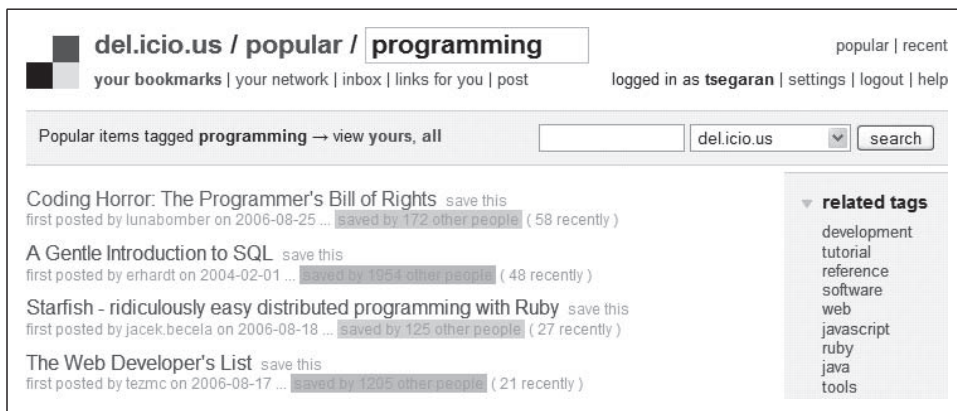 del.icio.us / popular / programming
popular | recent
your bookmarks | your network | inbox | links for you | post
logged in as tsegaran | settings | logout | help
Popular items tagged programming → view yours, all
del.icio.us
search
Coding Horror: The Programmer's Bill of Rights save this
first posted by lunabomber on 2006-08-25 ... saved by 172 other people ( 58 recently )
A Gentle Introduction to SQL save this
first posted by erhardt on 2004-02-01 ... saved by 1954 other people ( 48 recently )
Starfish - ridiculously easy distributed programming with Ruby save this
first posted by jacek.becela on 2006-08-18 ... saved by 125 other people ( 27 recently )
The Web Developer's List save this
first posted by tezmc on 2006-08-17 ... saved by 1205 other people ( 21 recently )
related tags
development
tutorial
reference
software
web
javascript
ruby
java
tools